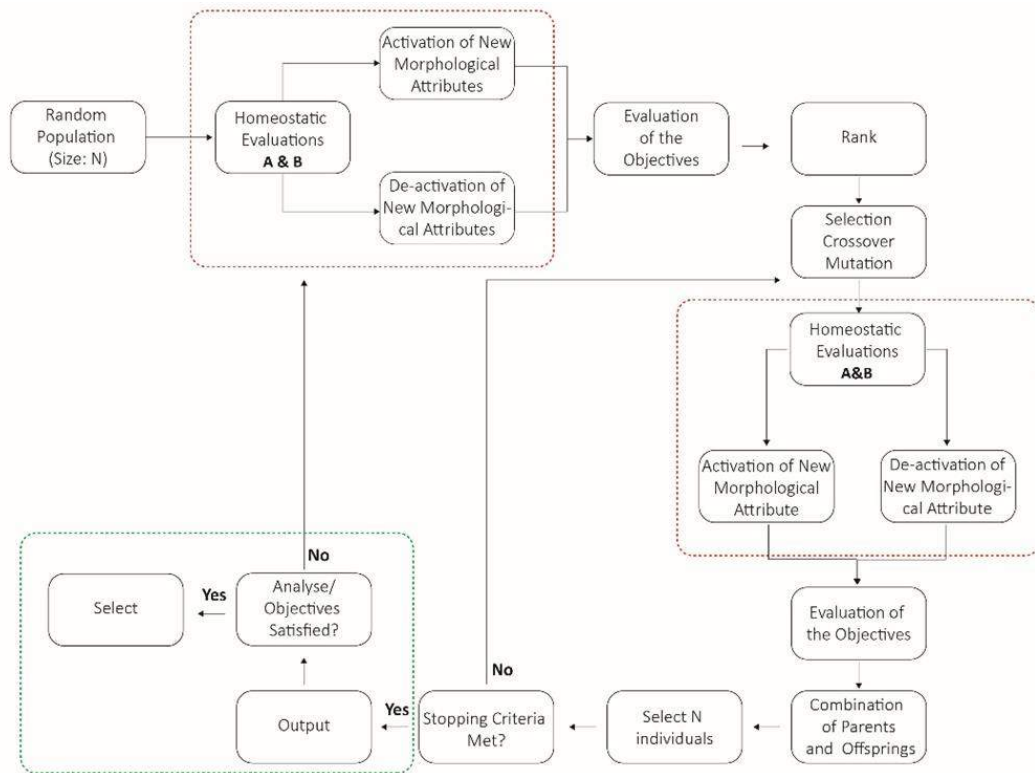 Random
Population
(Size: N)
Homeostatic
Evaluations
A & B
Activation of New
Morphological
Attributes
De-activation of
New Morphologi-
cal Attributes
Evaluation
of the
Objectives
Rank
Selection
Crossover
Mutation
Homeostatic
Evaluations
A&B
Activation of New
Morphological
Attribute
De-activation of
New Morphologi-
cal Attribute
Evaluation of
the Objectives
Combination
of Parents
and Offsprings
Select N
individuals
Stopping Criteria
Met?
No
Yes
Output
Analyse/
Objectives
Satisfied?
No
Yes
Select